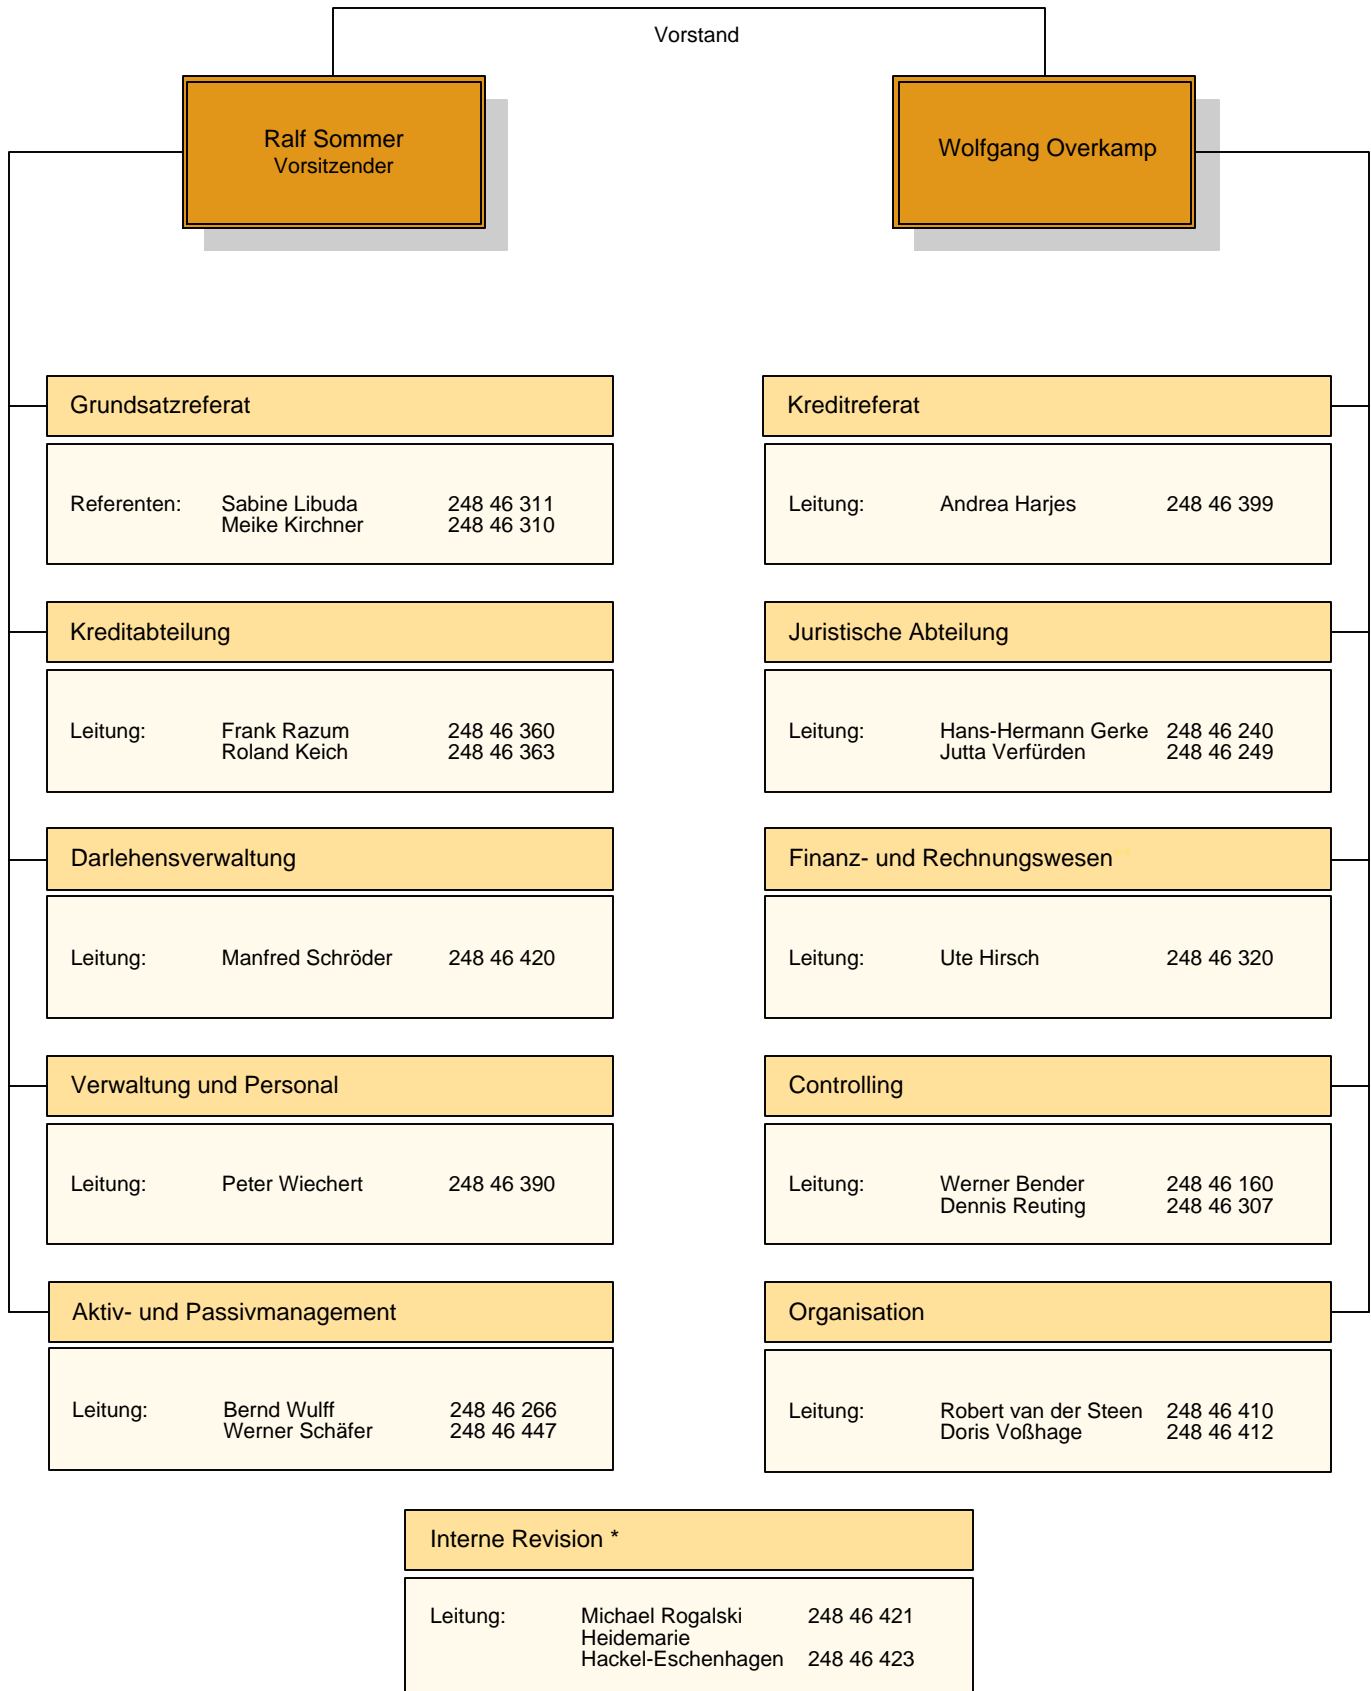 Vorstand
Ralf Sommer
Vorsitzender
Wolfgang Overkamp
Grundsatzreferat
Referenten: Sabine Libuda 248 46 311
Meike Kirchner 248 46 310
Kreditabteilung
Leitung: Frank Razum 248 46 360
Roland Keich 248 46 363
Darlehensverwaltung
Leitung: Manfred Schröder 248 46 420
Verwaltung und Personal
Leitung: Peter Wiechert 248 46 390
Aktiv- und Passivmanagement
Leitung: Bernd Wulff 248 46 266
Werner Schäfer 248 46 447
Kreditreferat
Leitung: Andrea Harjes 248 46 399
Juristische Abteilung
Leitung: Hans-Hermann Gerke 248 46 240
Jutta Verfürden 248 46 249
Finanz- und Rechnungswesen
Leitung: Ute Hirsch 248 46 320
Controlling
Leitung: Werner Bender 248 46 160
Dennis Reuting 248 46 307
Organisation
Leitung: Robert van der Steen 248 46 410
Doris Voßhage 248 46 412
Interne Revision *
Leitung: Michael Rogalski 248 46 421
Heidemarie
Hackel-Eschenhagen 248 46 423